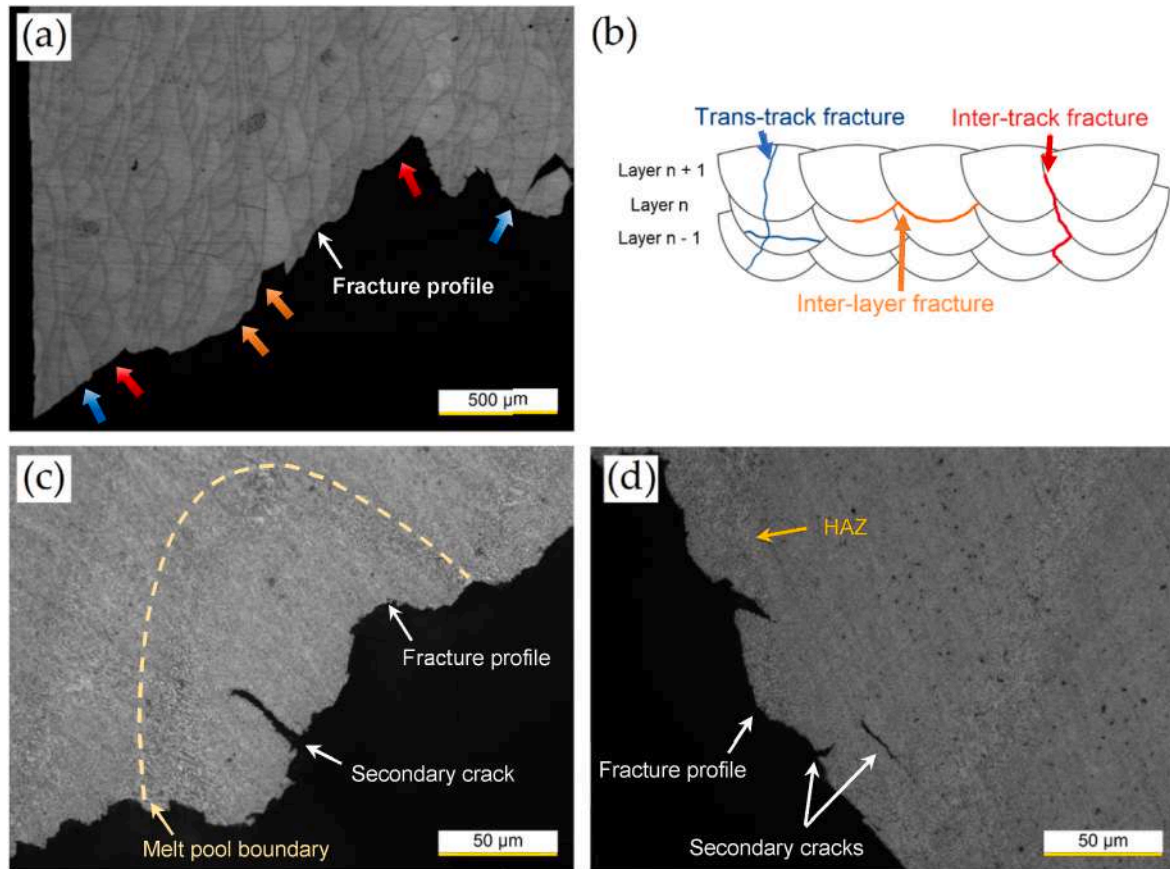 (a)
Fracture profile
500 µm
(b)
Trans-track fracture
Inter-track fracture
Layer n + 1
Layer n
Layer n - 1
Inter-layer fracture
(c)
Fracture profile
Secondary crack
Melt pool boundary
50 µm
(d)
HAZ
Fracture profile
Secondary cracks
50 µm